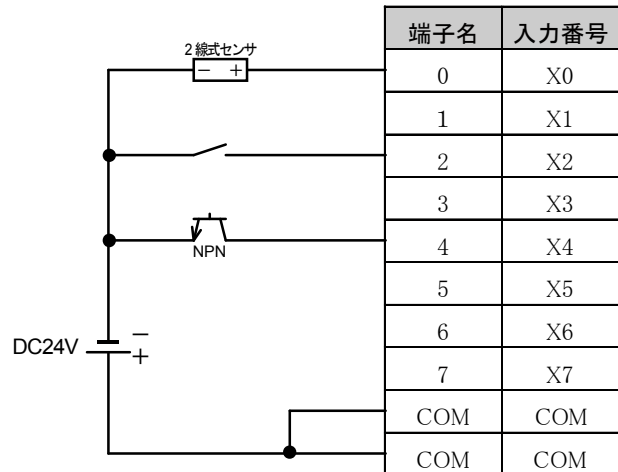 端子名 入力番号
2線式センサ
− +
0 X0
1 X1
2 X2
3 X3
NPN
4 X4
5 X5
6 X6
DC24V
−
+
7 X7
COM COM
COM COM